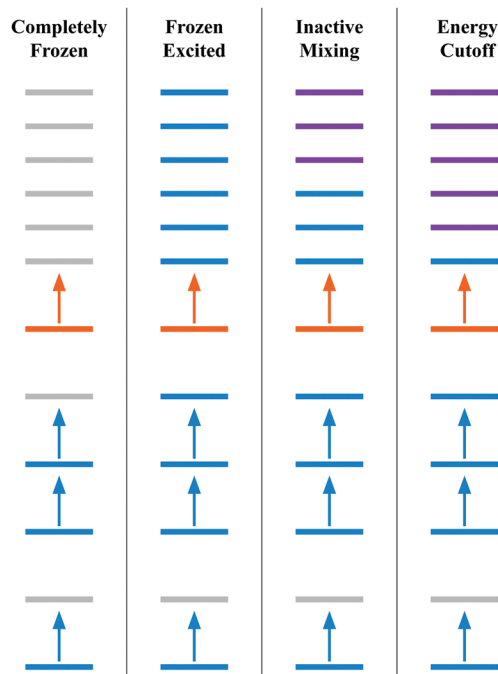 Completely
Frozen
Frozen
Excited
Inactive
Mixing
Energy
Cutoff